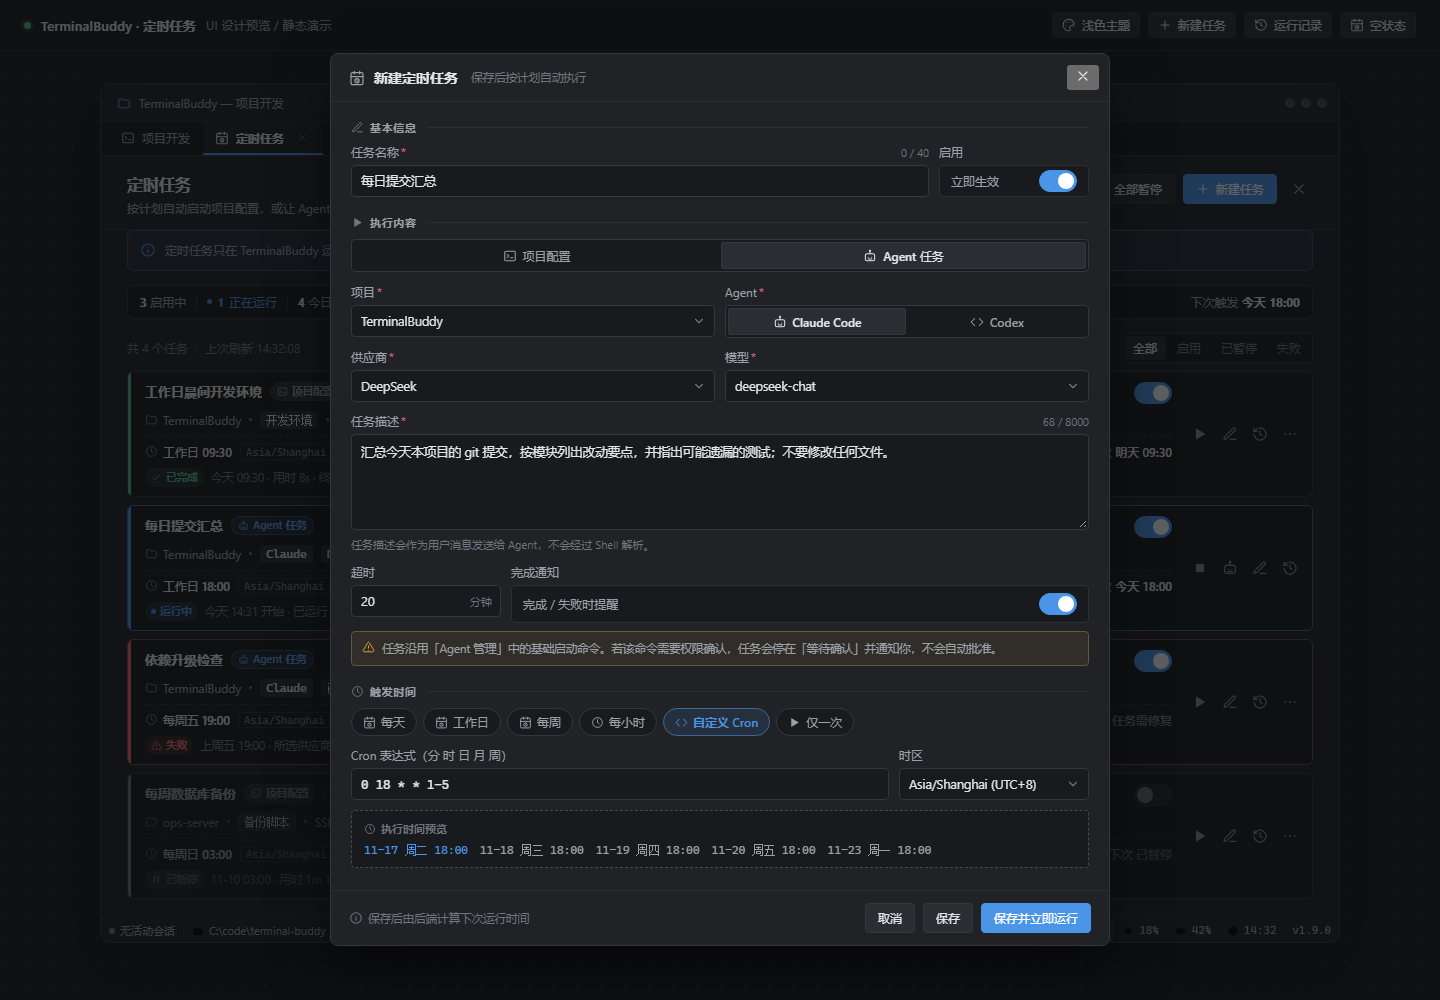 TerminalBuddy · 定时任务 UI 设计预览 / 静态演示
浅色主题 新建任务 运行记录 空状态
TerminalBuddy — 项目开发
项目开发 定时任务
定时任务
按计划自动启动项目配置，或让 Agent
全部暂停 新建任务
定时任务只在 TerminalBuddy 运
3 启用中 1 正在运行 4 今日
下次触发 今天 18:00
共 4 个任务 上次刷新 14:32:08
全部 启用 已暂停 失败
工作日晨间开发环境 项目配置
TerminalBuddy · 开发环境
工作日 09:30 Asia/Shanghai
已完成 今天 09:30 · 用时 8s · 终
明天 09:30
每日提交汇总 Agent 任务
TerminalBuddy · Claude
工作日 18:00 Asia/Shanghai
运行中 今天 14:31 开始 · 已运行
今天 18:00
依赖升级检查 Agent 任务
TerminalBuddy · Claude
每周五 19:00 Asia/Shanghai
失败 上周五 19:00 · 所选供应商
任务需修复
每周数据库备份 项目配置
ops-server · 备份脚本 · SS
每周日 03:00 Asia/Shanghai
已暂停 11-10 03:00 · 用时 1m
下次 已暂停
无活动会话 C:\code\terminal-buddy
18% 42% 14:32 v1.9.0
新建定时任务 保存后按计划自动执行
基本信息
任务名称* 0 / 40 启用
每日提交汇总 立即生效
执行内容
项目配置 Agent 任务
项目* Agent*
TerminalBuddy Claude Code Codex
供应商* 模型*
DeepSeek deepseek-chat
任务描述* 68 / 8000
汇总今天本项目的 git 提交，按模块列出改动要点，并指出可能遗漏的测试；不要修改任何文件。
任务描述会作为用户消息发送给 Agent，不会经过 Shell 解析。
超时 完成通知
20 分钟 完成 / 失败时提醒
任务沿用「Agent 管理」中的基础启动命令。若该命令需要权限确认，任务会停在「等待确认」并通知你，不会自动批准。
触发时间
每天 工作日 每周 每小时 自定义 Cron 仅一次
Cron 表达式（分 时 日 月 周） 时区
0 18 * * 1-5 Asia/Shanghai (UTC+8)
执行时间预览
11-17 周二 18:00 11-18 周三 18:00 11-19 周四 18:00 11-20 周五 18:00 11-23 周一 18:00
保存后由后端计算下次运行时间
取消 保存 保存并立即运行